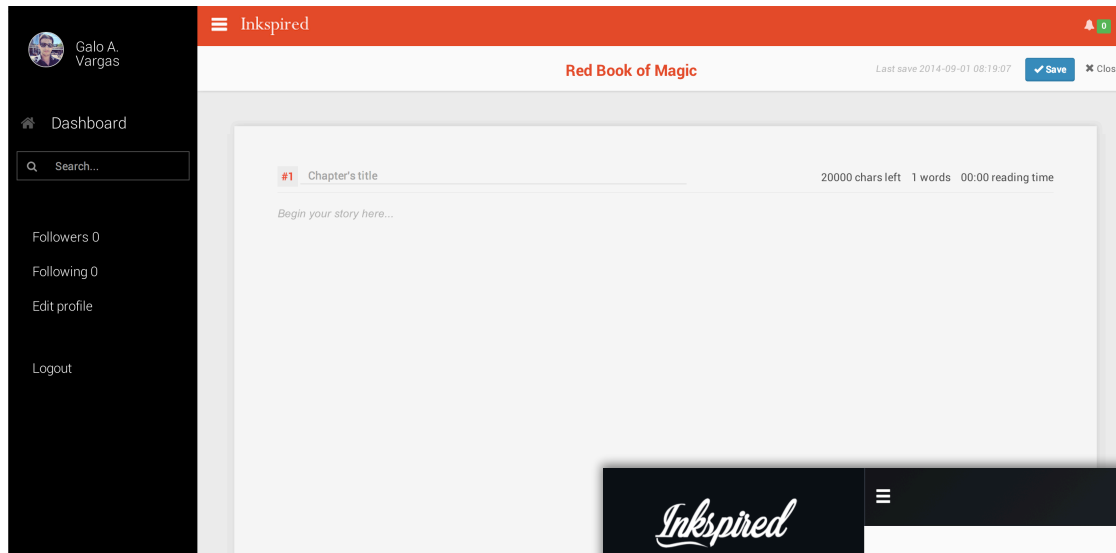 Galo A.
Vargas
Dashboard
Search...
Followers 0
Following 0
Edit profile
Logout
Inkspired
0
Red Book of Magic
Last save 2014-09-01 08:19:07
Save
Clos
#1 Chapter's title
20000 chars left 1 words 00:00 reading time
Begin your story here...
Inkspired